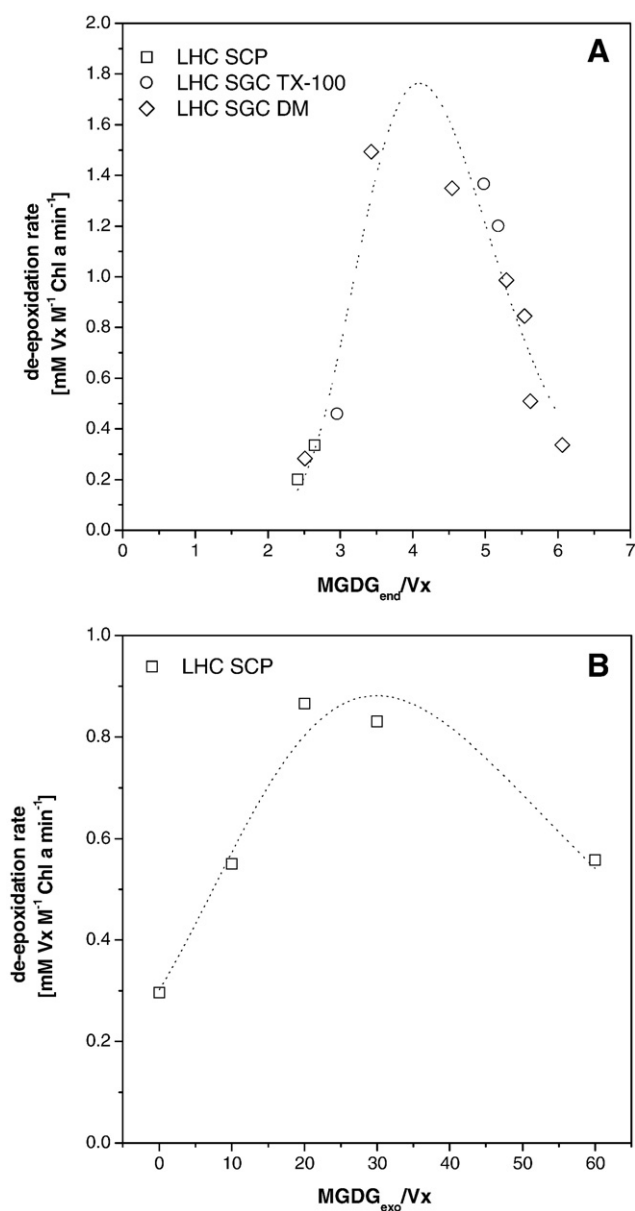 A
LHC SCP
LHC SGC TX-100
LHC SGC DM
de-epoxidation rate
[mM Vx M⁻¹ Chl a min⁻¹]
2.0
1.8
1.6
1.4
1.2
1.0
0.8
0.6
0.4
0.2
0.0
0 1 2 3 4 5 6 7
MGDG_end/Vx
B
LHC SCP
de-epoxidation rate
[mM Vx M⁻¹ Chl a min⁻¹]
1.0
0.8
0.6
0.4
0.2
0.0
0 10 20 30 40 50 60
MGDG_exo/Vx